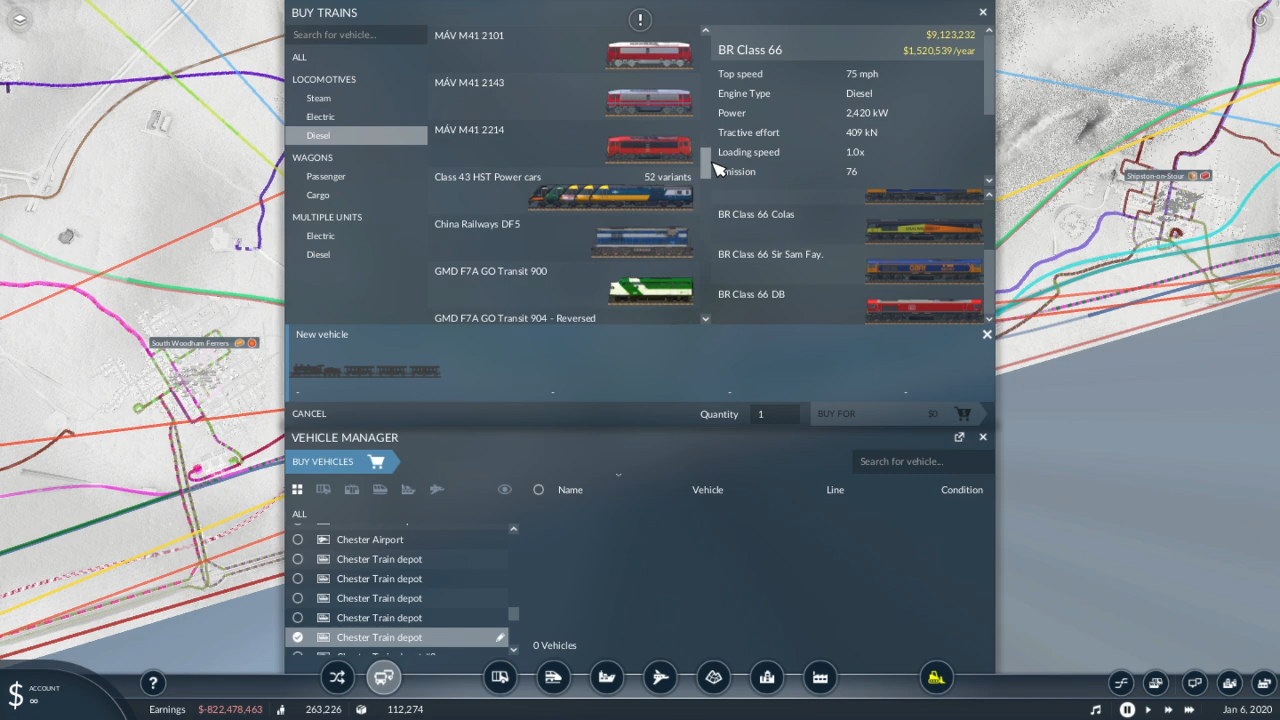 BUY TRAINS
Search for vehicle...
ALL
LOCOMOTIVES
Steam
Electric
Diesel
WAGONS
Passenger
Cargo
MULTIPLE UNITS
Electric
Diesel
MÁV M41 2101
MÁV M41 2143
MÁV M41 2214
Class 43 HST Power cars 52 variants
China Railways DF5
GMD F7A GO Transit 900
GMD F7A GO Transit 904 - Reversed
$9,123,232
BR Class 66 $1,520,539/year
Top speed 75 mph
Engine Type Diesel
Power 2,420 kW
Tractive effort 409 kN
Loading speed 1.0x
mission 76
BR Class 66 Colas
BR Class 66 Sir Sam Fay.
BR Class 66 DB
New vehicle
- - - -
CANCEL Quantity 1 BUY FOR $0
VEHICLE MANAGER
BUY VEHICLES Search for vehicle...
Name Vehicle Line Condition
ALL
Chester Airport
Chester Train depot
Chester Train depot
Chester Train depot
Chester Train depot
Chester Train depot
0 Vehicles
South Woodham Ferrers
Shipston-on-Stour
$ ACCOUNT
∞
?
Earnings $-822,478,463 263,226 112,274 Jan 6, 2020